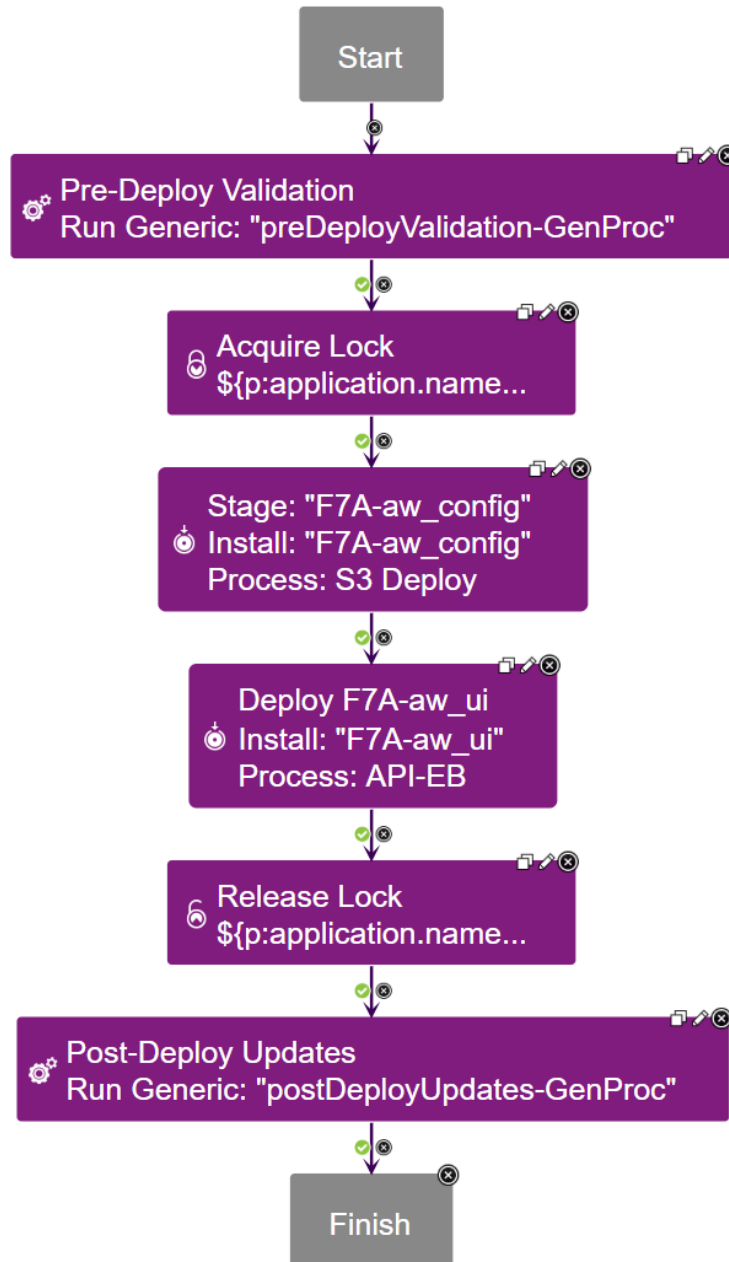 Start
Pre-Deploy Validation
Run Generic: "preDeployValidation-GenProc"
Acquire Lock
${p:application.name...
Stage: "F7A-aw_config"
Install: "F7A-aw_config"
Process: S3 Deploy
Deploy F7A-aw_ui
Install: "F7A-aw_ui"
Process: API-EB
Release Lock
${p:application.name...
Post-Deploy Updates
Run Generic: "postDeployUpdates-GenProc"
Finish